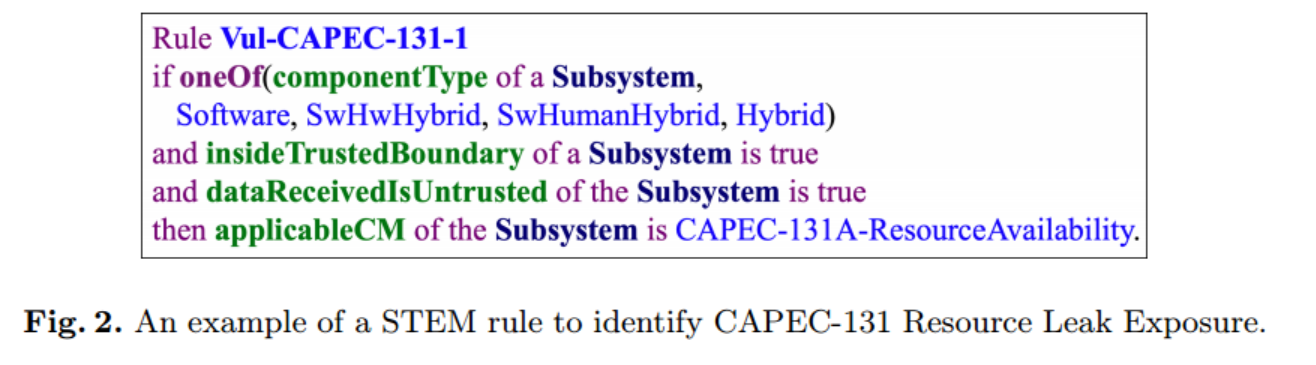 Rule Vul-CAPEC-131-1
if oneOf(componentType of a Subsystem,
Software, SwHwHybrid, SwHumanHybrid, Hybrid)
and insideTrustedBoundary of a Subsystem is true
and dataReceivedIsUntrusted of the Subsystem is true
then applicableCM of the Subsystem is CAPEC-131A-ResourceAvailability.
Fig. 2. An example of a STEM rule to identify CAPEC-131 Resource Leak Exposure.